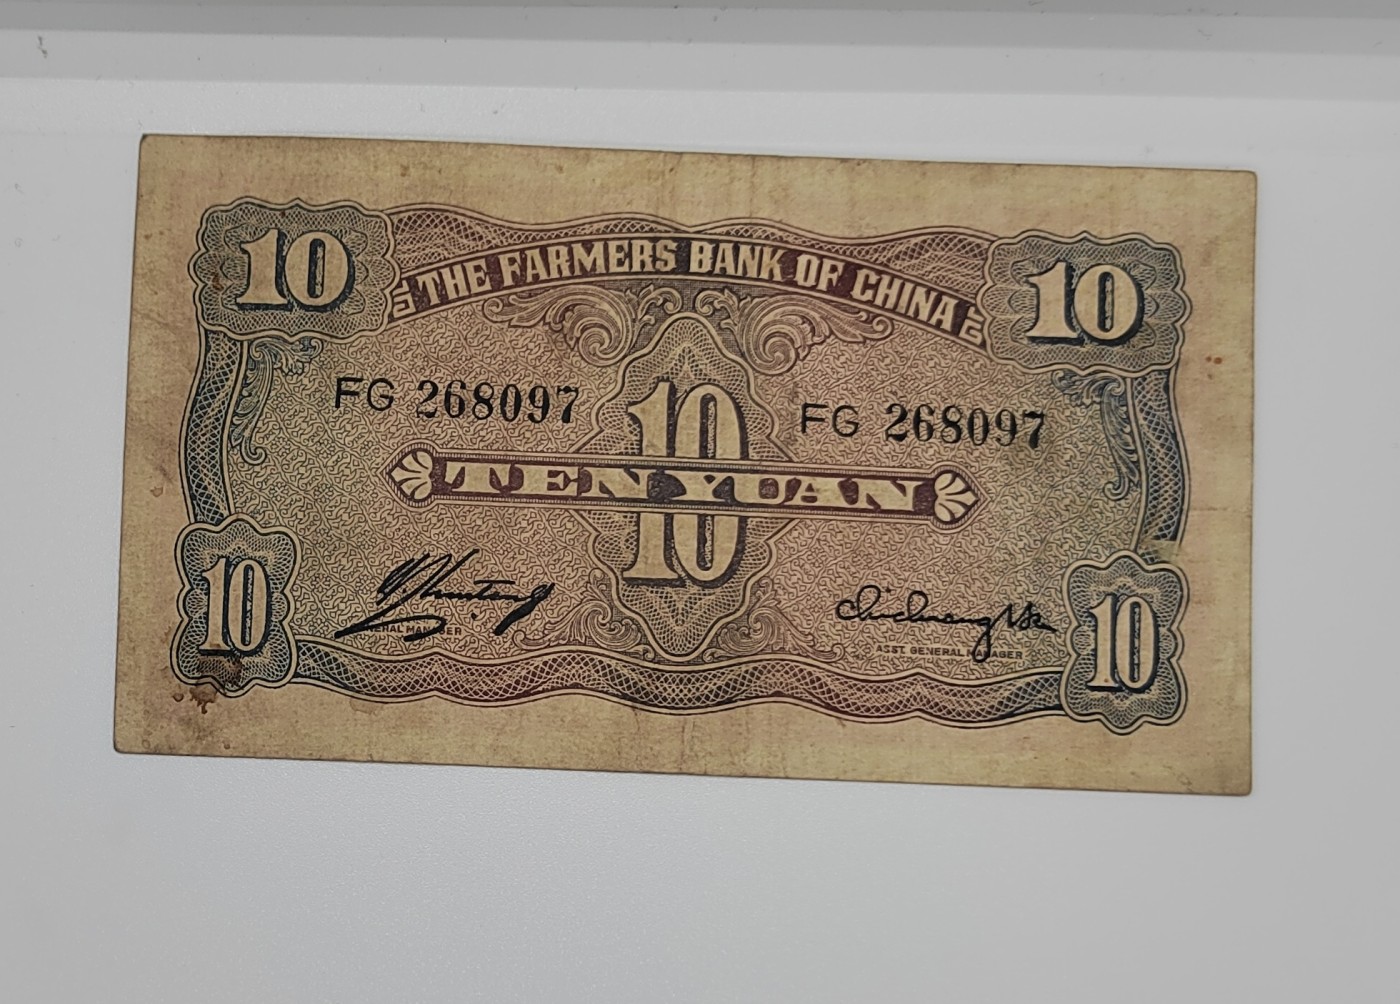 10
THE FARMERS BANK OF CHINA
10
FG 268097
10
FG 268097
TEN YUAN
10
10
ASST. GENERAL MANAGER
10